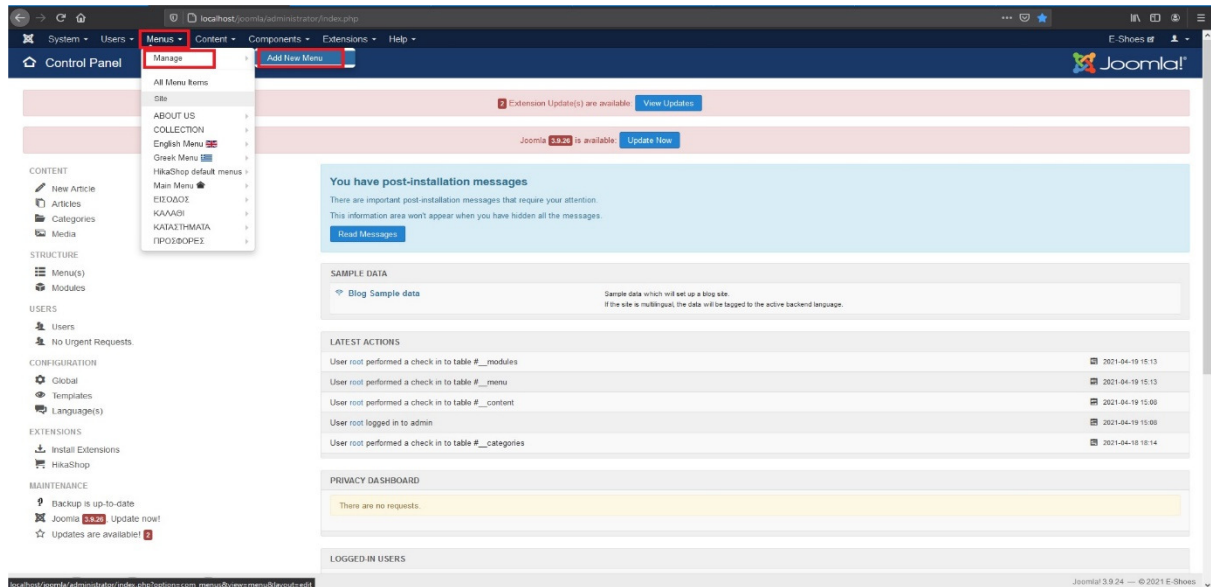 localhost/joomla/administrator/index.php
System Users Menus Content Components Extensions Help E-Shoes
Control Panel Joomla!
Manage Add New Menu
All Menu Items
Site
ABOUT US
COLLECTION
English Menu
Greek Menu
HikaShop default menus
Main Menu
ΕΙΣΟΔΟΣ
ΚΑΛΑΘΙ
ΚΑΤΑΣΤΗΜΑΤΑ
ΠΡΟΣΦΟΡΕΣ
2 Extension Update(s) are available: View Updates
Joomla 3.9.26 is available: Update Now
CONTENT
New Article
Articles
Categories
Media
STRUCTURE
Menu(s)
Modules
USERS
Users
No Urgent Requests.
CONFIGURATION
Global
Templates
Language(s)
EXTENSIONS
Install Extensions
HikaShop
MAINTENANCE
Backup is up-to-date
Joomla 3.9.26, Update now!
Updates are available! 2
You have post-installation messages
There are important post-installation messages that require your attention.
This information area won't appear when you have hidden all the messages.
Read Messages
SAMPLE DATA
Blog Sample data Sample data which will set up a blog site.
If the site is multilingual, the data will be tagged to the active backend language.
LATEST ACTIONS
User root performed a check in to table #__modules 2021-04-19 15:13
User root performed a check in to table #__menu 2021-04-19 15:13
User root performed a check in to table #__content 2021-04-19 15:08
User root logged in to admin 2021-04-19 15:08
User root performed a check in to table #__categories 2021-04-18 18:14
PRIVACY DASHBOARD
There are no requests.
LOGGED-IN USERS
localhost/joomla/administrator/index.php?option=com_menus&view=menu&layout=edit
Joomla! 3.9.24 — © 2021 E-Shoes